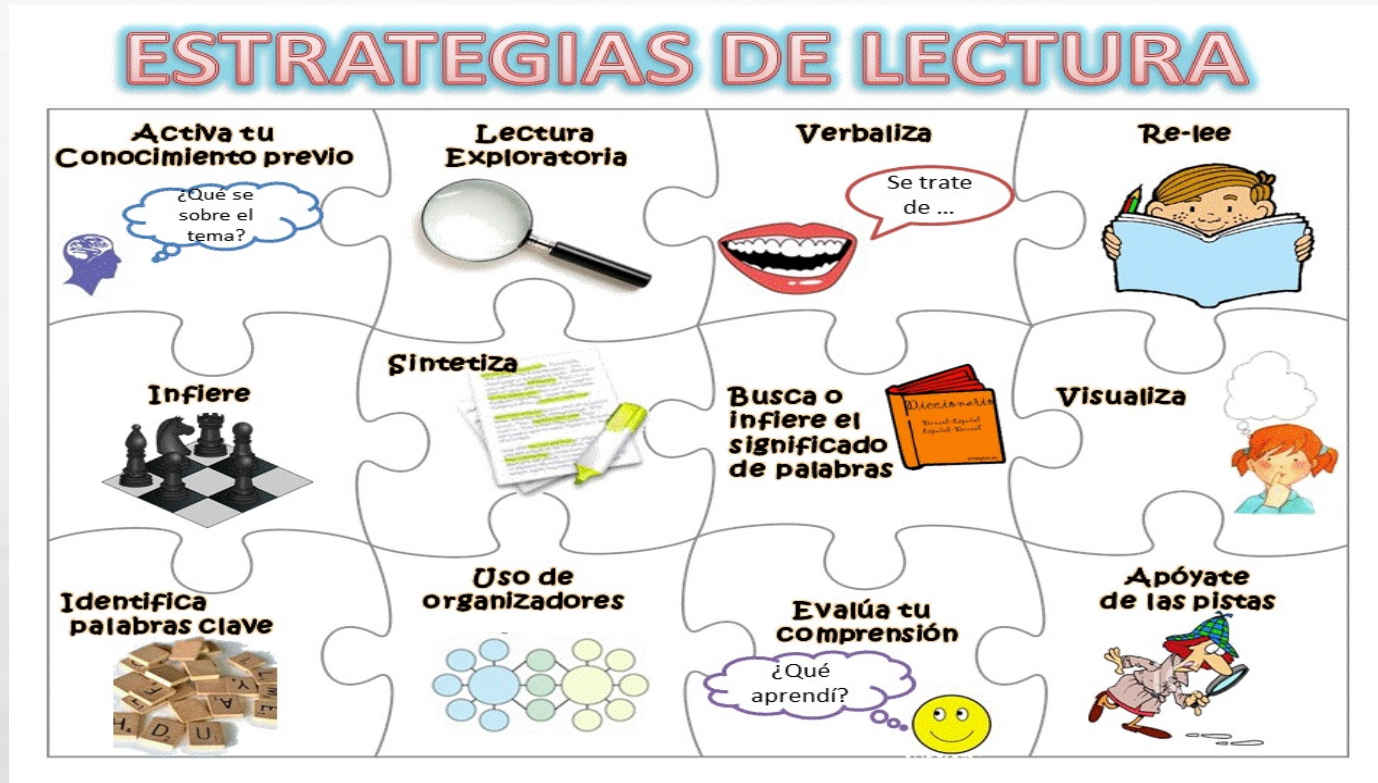 ESTRATEGIAS DE LECTURA
Activa tu
Conocimiento previo
¿Qué se
sobre el
tema?
Lectura
Exploratoria
Verbaliza
Se trate
de ...
Re-lee
Infiere
Sintetiza
Busca o
infiere el
significado
de palabras
Diccionario
Visualiza
Identifica
palabras clave
Uso de
organizadores
Evalúa tu
comprensión
¿Qué
aprendí?
Apóyate
de las pistas